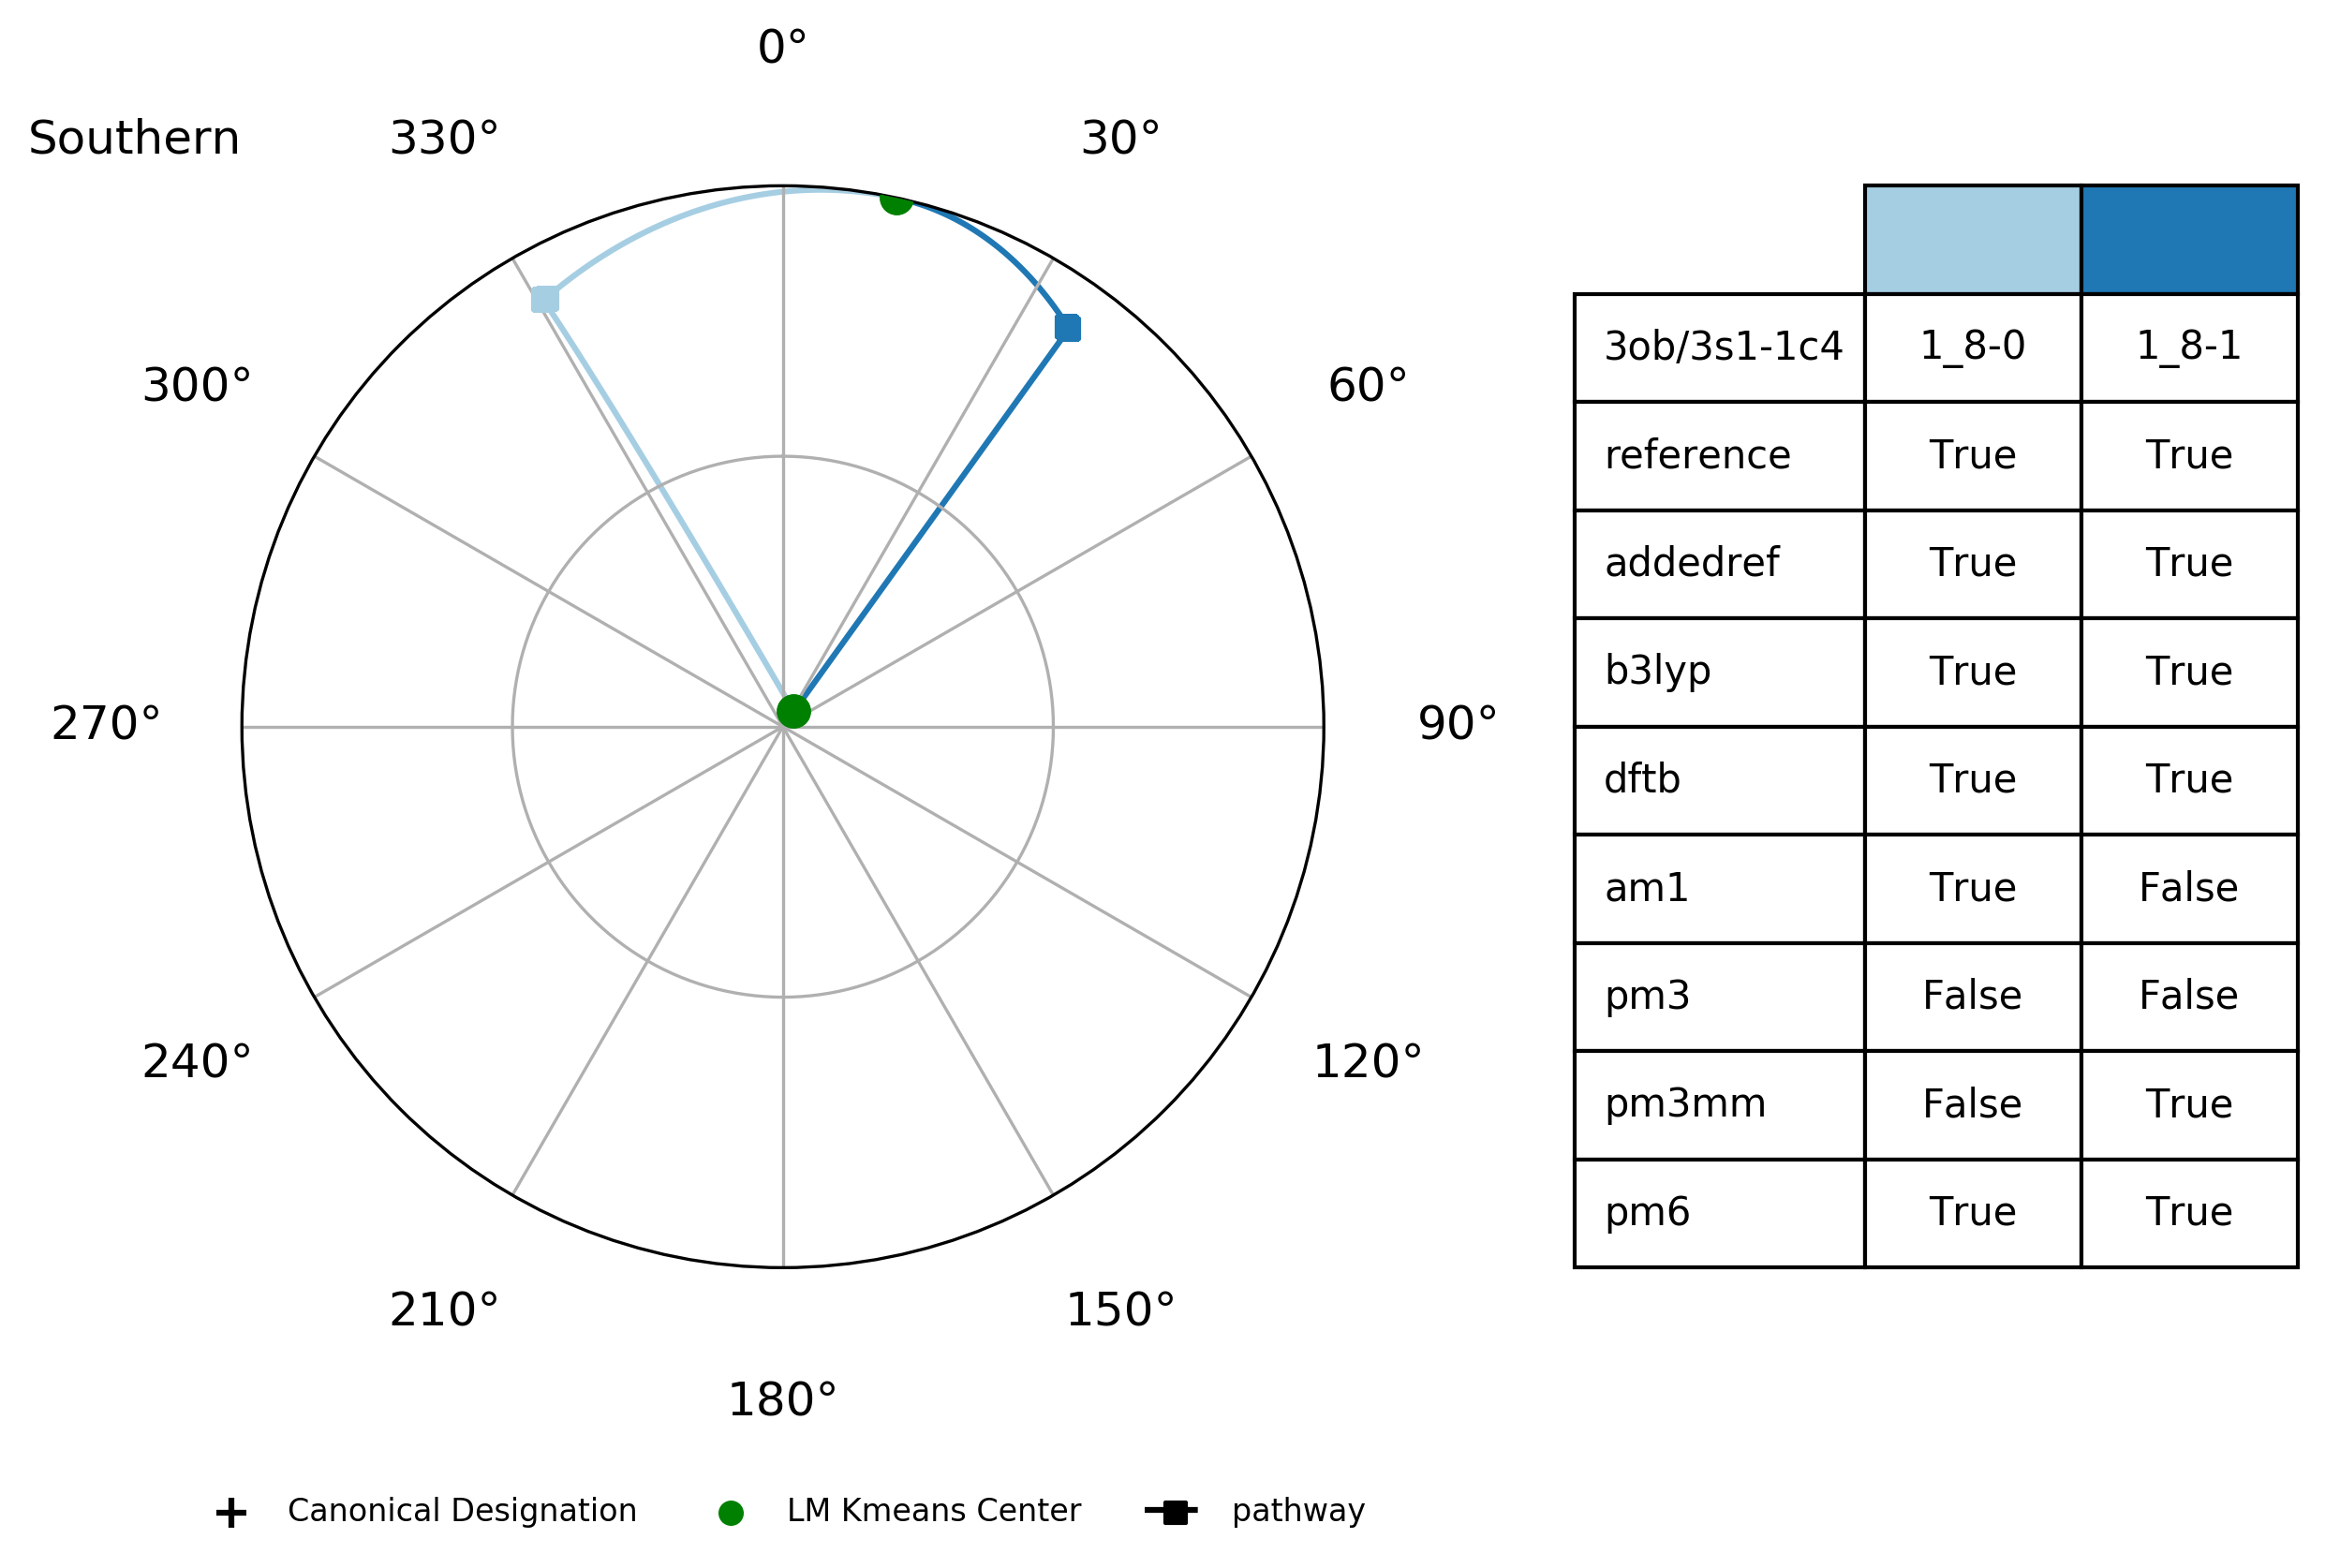 0°
Southern 330° 30°
300° 60°
270° 90°
240° 120°
210° 150°
180°
3ob/3s1-1c4 1_8-0 1_8-1
reference True True
addedref True True
b3lyp True True
dftb True True
am1 True False
pm3 False False
pm3mm False True
pm6 True True
Canonical Designation LM Kmeans Center pathway